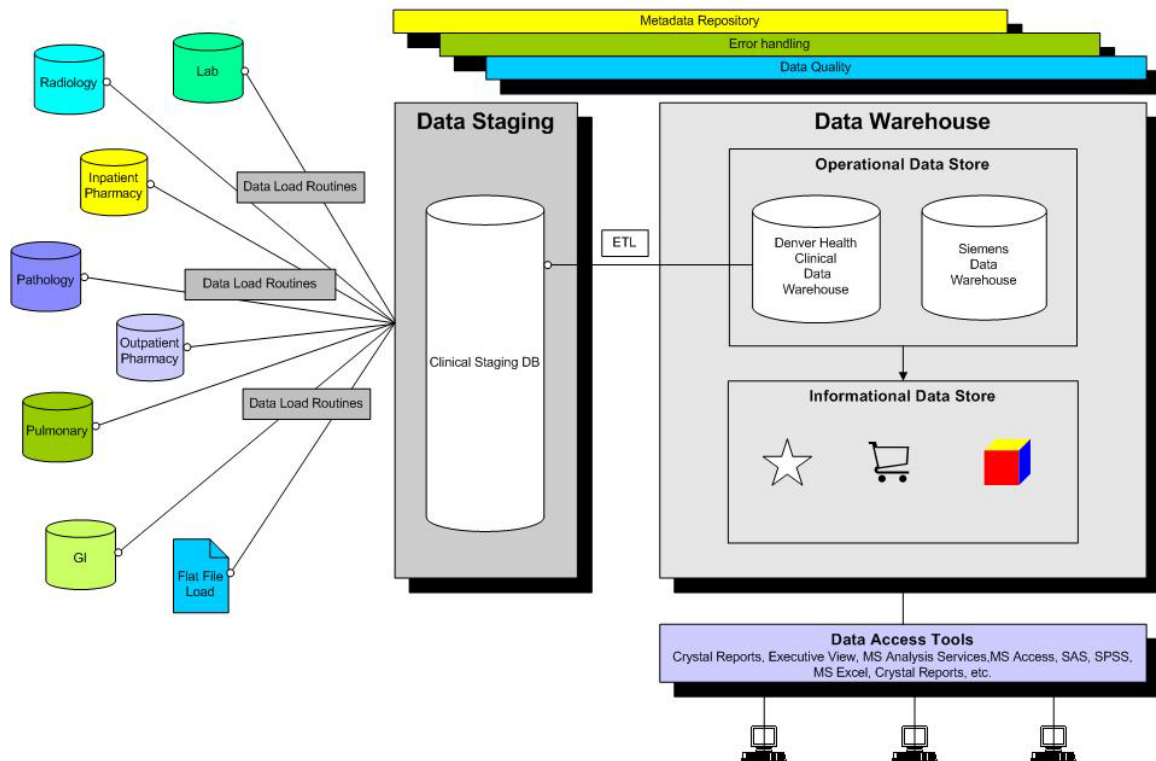 Metadata Repository
Error handling
Data Quality
Radiology
Lab
Inpatient
Pharmacy
Pathology
Outpatient
Pharmacy
Pulmonary
GI
Flat File
Load
Data Load Routines
Data Load Routines
Data Load Routines
Data Staging
Clinical Staging DB
ETL
Data Warehouse
Operational Data Store
Denver Health
Clinical
Data
Warehouse
Siemens
Data
Warehouse
Informational Data Store
Data Access Tools
Crystal Reports, Executive View, MS Analysis Services,MS Access, SAS, SPSS,
MS Excel, Crystal Reports, etc.